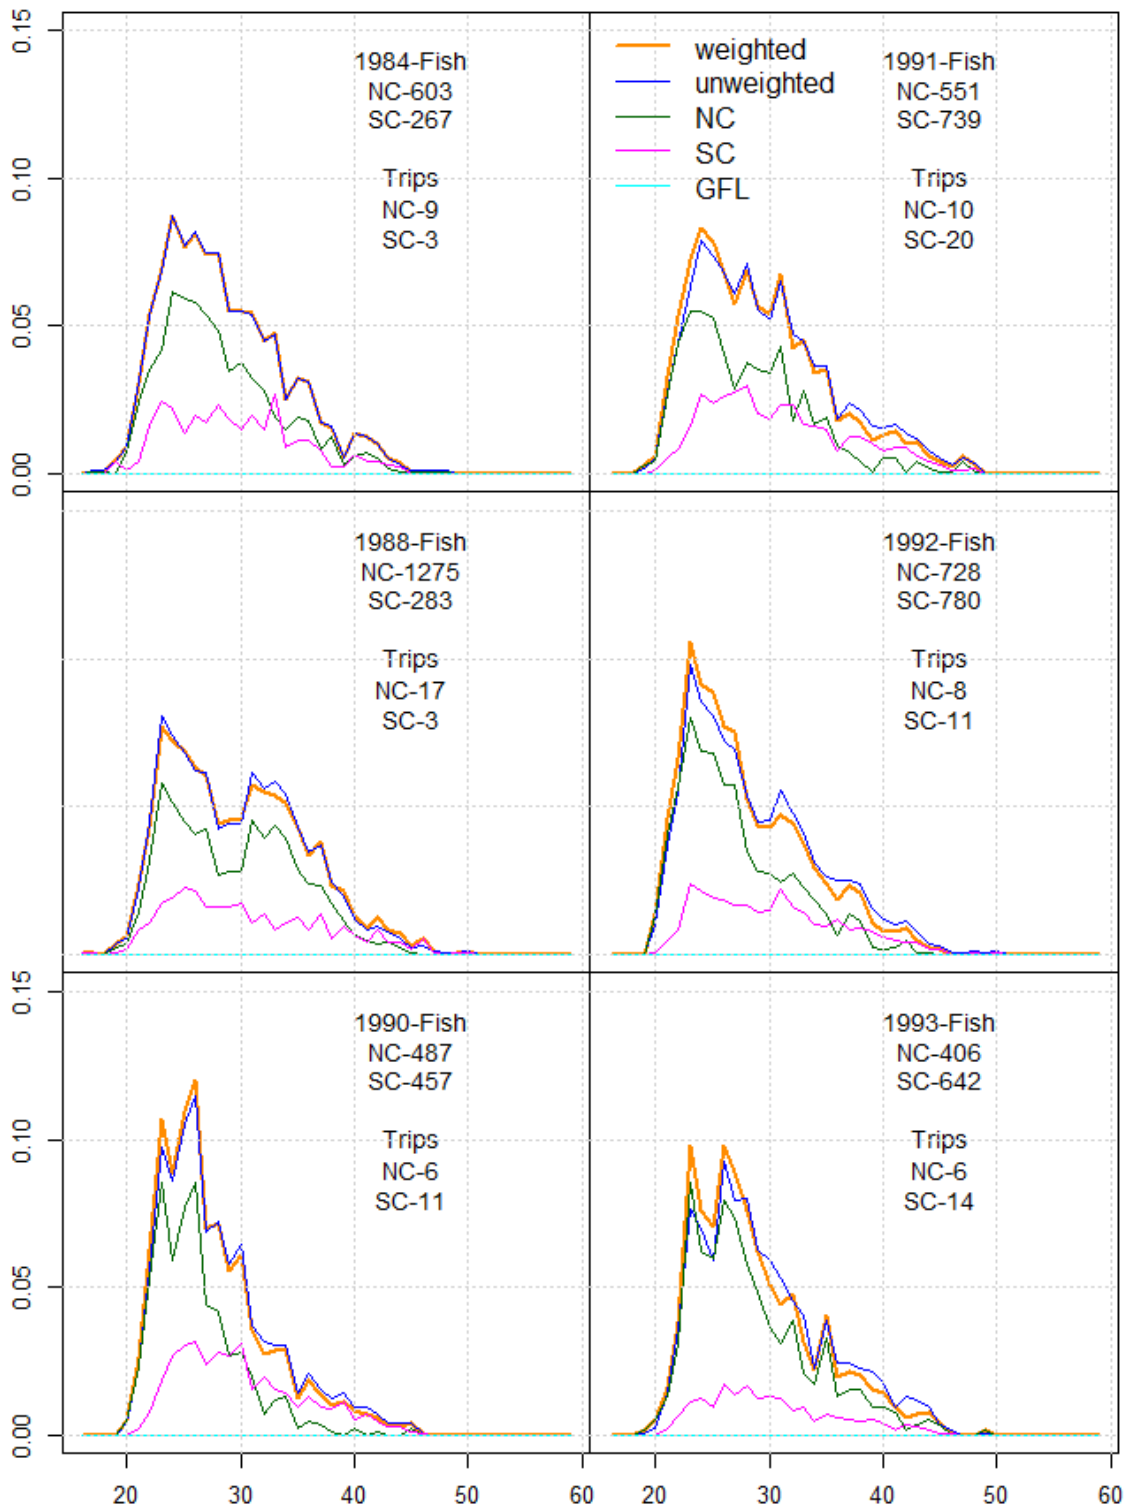 0.15
0.10
0.05
0.00
1984-Fish
NC-603
SC-267
Trips
NC-9
SC-3
weighted
unweighted
NC
SC
GFL
1991-Fish
NC-551
SC-739
Trips
NC-10
SC-20
1988-Fish
NC-1275
SC-283
Trips
NC-17
SC-3
1992-Fish
NC-728
SC-780
Trips
NC-8
SC-11
0.15
0.10
0.05
0.00
1990-Fish
NC-487
SC-457
Trips
NC-6
SC-11
1993-Fish
NC-406
SC-642
Trips
NC-6
SC-14
20 30 40 50 60 20 30 40 50 60